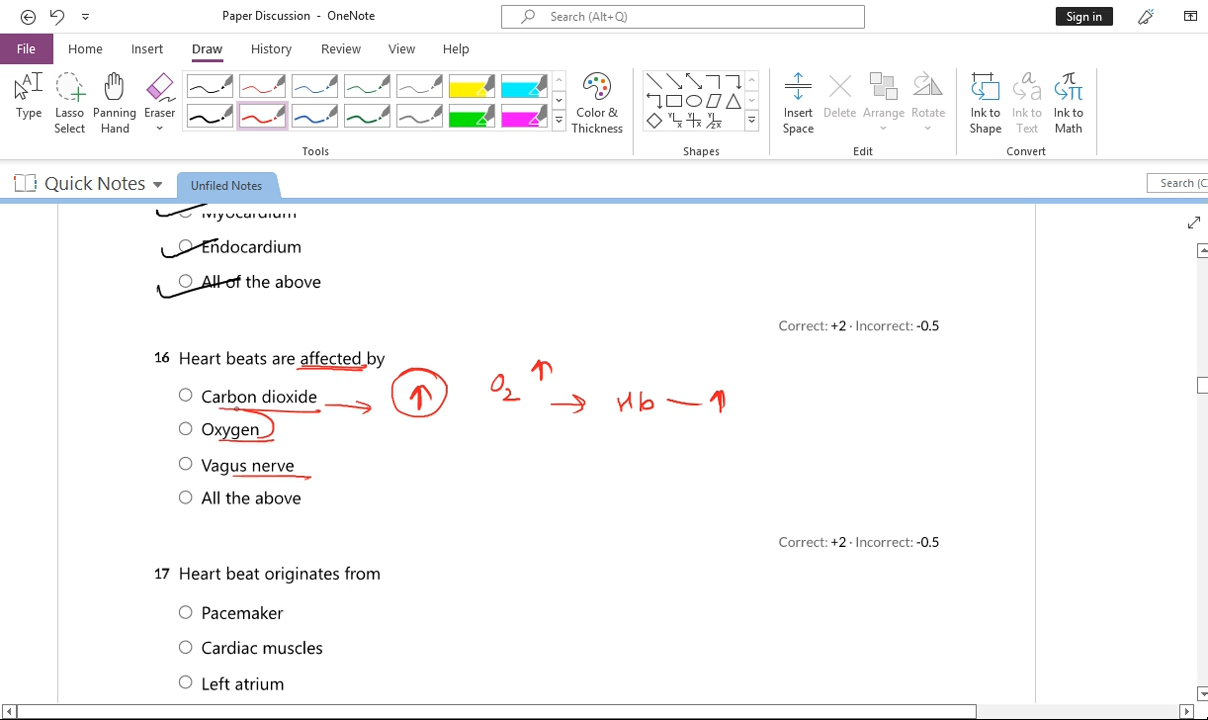 Paper Discussion - OneNote
Search (Alt+Q)
Sign in
File Home Insert Draw History Review View Help
Type
Lasso Select
Panning Hand
Eraser
Color & Thickness
Insert Space
Delete
Arrange
Rotate
Ink to Shape
Ink to Text
Ink to Math
Tools
Shapes
Edit
Convert
Quick Notes
Unfiled Notes
Search (C
Myocardium
Endocardium
All of the above
Correct: +2 · Incorrect: -0.5
16 Heart beats are affected by
Carbon dioxide
↑ O₂ ↑ → Hb — ↑
Oxygen
Vagus nerve
All the above
Correct: +2 · Incorrect: -0.5
17 Heart beat originates from
Pacemaker
Cardiac muscles
Left atrium